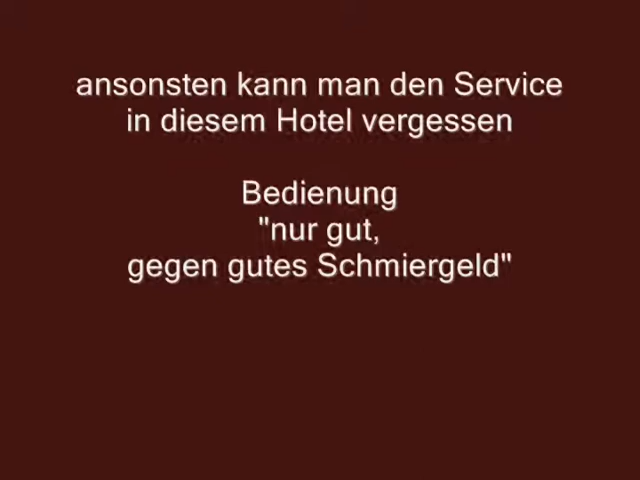 ansonsten kann man den Service
in diesem Hotel vergessen
Bedienung
"nur gut,
gegen gutes Schmiergeld"